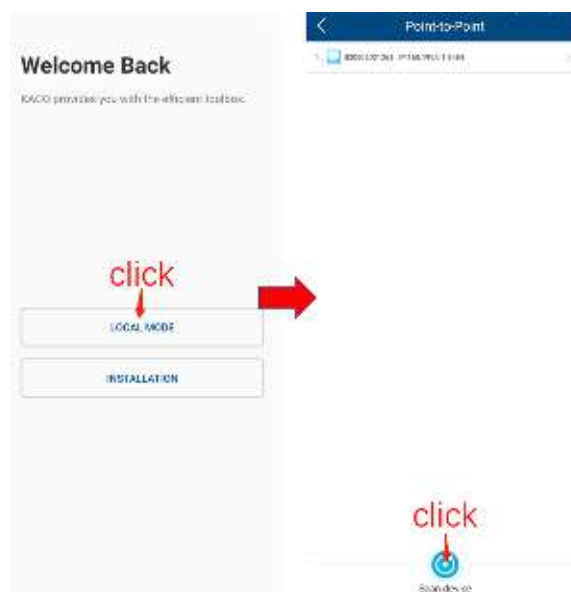 Welcome Back
KACO provides you with the efficient toolbox.
click
LOCAL MODE
INSTALLATION
Point-to-Point
click
Scan device